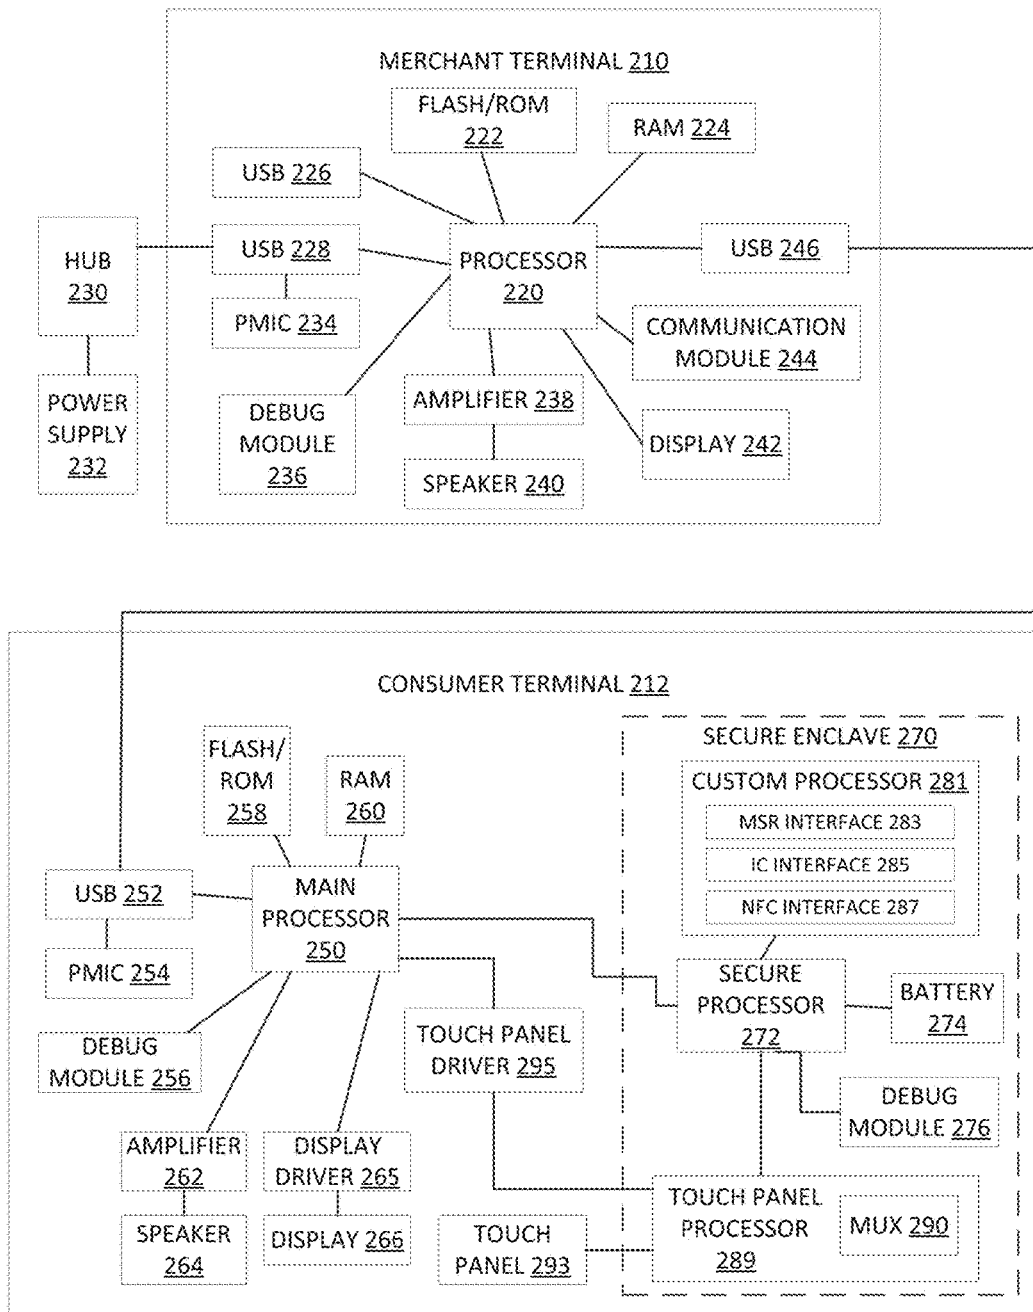 MERCHANT TERMINAL 210
FLASH/ROM
222
RAM 224
USB 226
HUB
230
USB 228
PROCESSOR
220
USB 246
PMIC 234
COMMUNICATION
MODULE 244
POWER
SUPPLY
232
DEBUG
MODULE
236
AMPLIFIER 238
DISPLAY 242
SPEAKER 240
CONSUMER TERMINAL 212
FLASH/
ROM
258
RAM
260
SECURE ENCLAVE 270
CUSTOM PROCESSOR 281
MSR INTERFACE 283
IC INTERFACE 285
NFC INTERFACE 287
USB 252
MAIN
PROCESSOR
250
PMIC 254
SECURE
PROCESSOR
272
BATTERY
274
DEBUG
MODULE 256
TOUCH PANEL
DRIVER 295
DEBUG
MODULE 276
AMPLIFIER
262
DISPLAY
DRIVER 265
SPEAKER
264
DISPLAY 266
TOUCH
PANEL 293
TOUCH PANEL
PROCESSOR
289
MUX 290